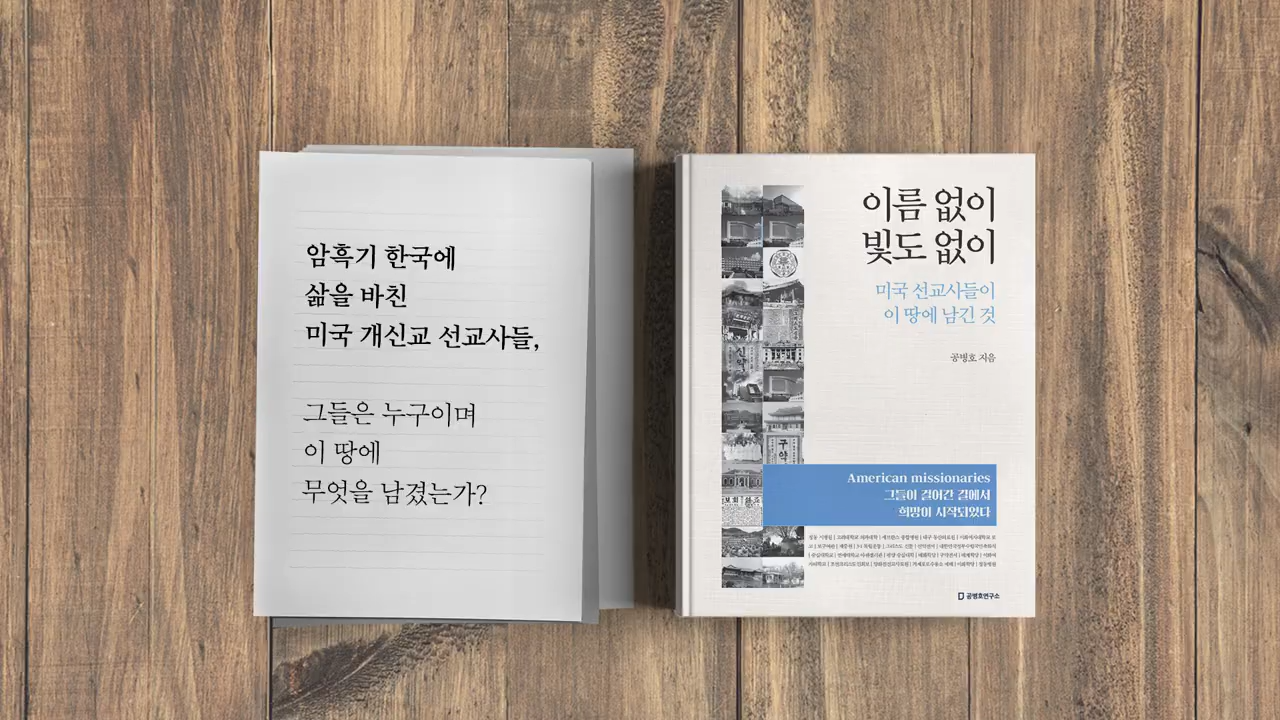 암흑기 한국에
삶을 바친
미국 개신교 선교사들,
그들은 누구이며
이 땅에
무엇을 남겼는가?
이름 없이
빛도 없이
미국 선교사들이
이 땅에 남긴 것
공병호 지음
신약
구약
American missionaries
그들이 걸어간 길에서
희망이 시작되었다
공병호연구소